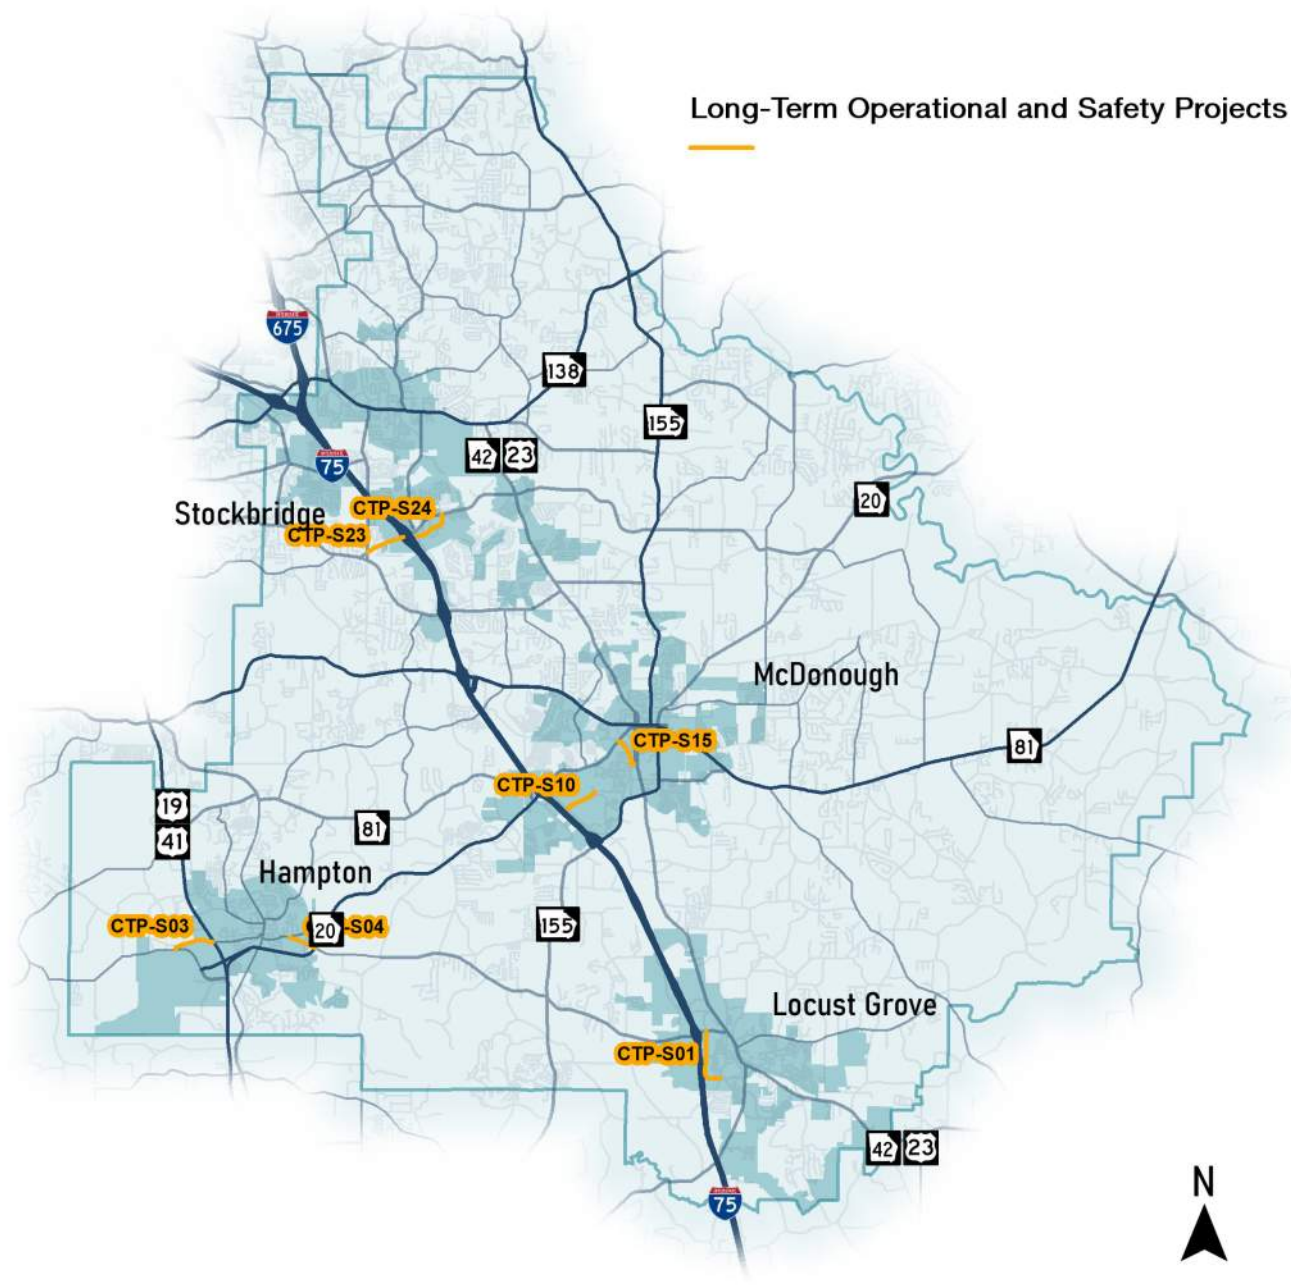 Long-Term Operational and Safety Projects
675
138
155
42 23
75
20
CTP-S24
Stockbridge
CTP-S23
McDonough
CTP-S15
81
CTP-S10
19
41
81
Hampton
CTP-S03
20
-S04
155
Locust Grove
CTP-S01
42 23
75
N